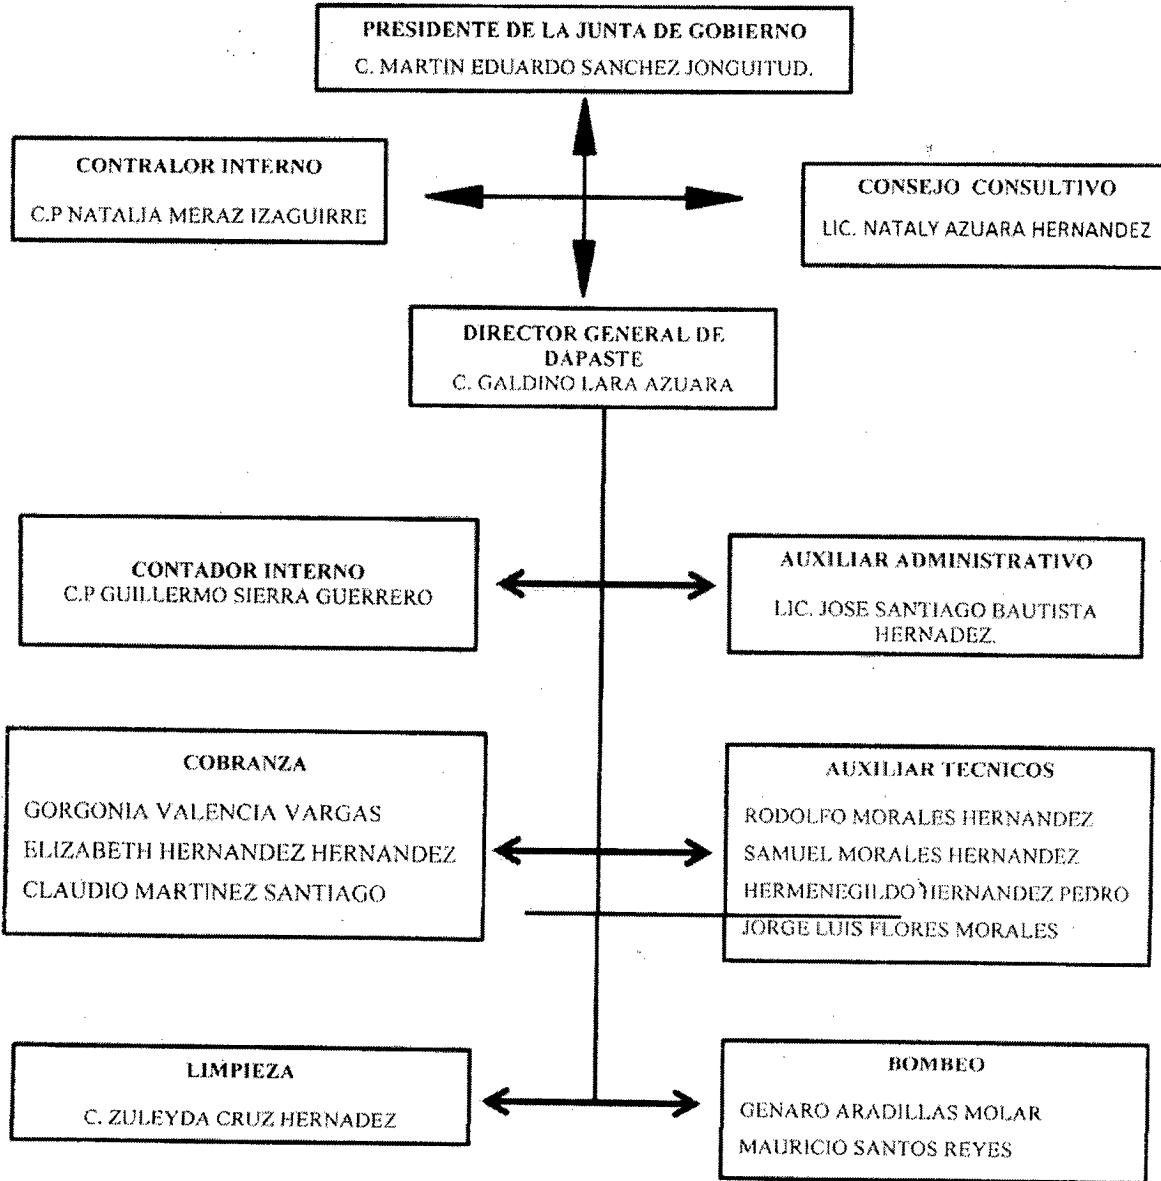 PRESIDENTE DE LA JUNTA DE GOBIERNO
C. MARTIN EDUARDO SANCHEZ JONGUITUD.
CONTRALOR INTERNO
C.P NATALIA MERAZ IZAGUIRRE
CONSEJO CONSULTIVO
LIC. NATALY AZUARA HERNANDEZ
DIRECTOR GENERAL DE
DAPASTE
C. GALDINO LARA AZUARA
CONTADOR INTERNO
C.P GUILLERMO SIERRA GUERRERO
AUXILIAR ADMINISTRATIVO
LIC. JOSE SANTIAGO BAUTISTA
HERNADEZ.
COBRANZA
GORGONIA VALENCIA VARGAS
ELIZABETH HERNANDEZ HERNANDEZ
CLAUDIO MARTINEZ SANTIAGO
AUXILIAR TECNICOS
RODOLFO MORALES HERNANDEZ
SAMUEL MORALES HERNANDEZ
HERMENEGILDO HERNANDEZ PEDRO
JORGE LUIS FLORES MORALES
LIMPIEZA
C. ZULEYDA CRUZ HERNADEZ
BOMBEO
GENARO ARADILLAS MOLAR
MAURICIO SANTOS REYES